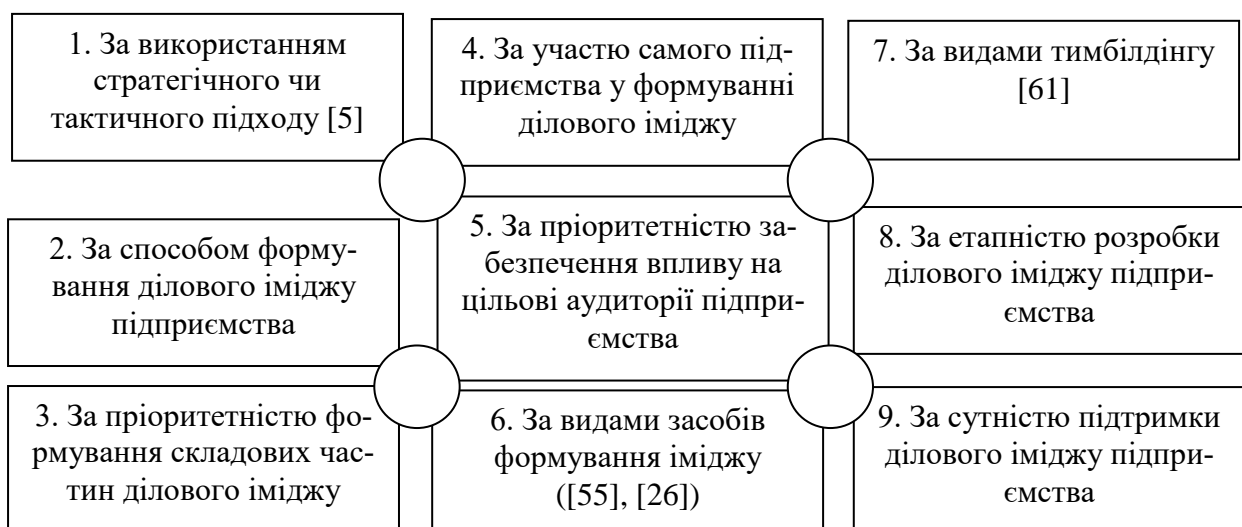 1. За використанням
стратегічного чи
тактичного підходу [5]
2. За способом форму-
вання ділового іміджу
підприємства
3. За пріоритетністю фо-
рмування складових час-
тин ділового іміджу
4. За участю самого під-
приємства у формуванні
ділового іміджу
5. За пріоритетністю за-
безпечення впливу на
цільові аудиторії підпри-
ємства
6. За видами засобів
формування іміджу
([55], [26])
7. За видами тимбілдінгу
[61]
8. За етапністю розробки
ділового іміджу підпри-
ємства
9. За сутністю підтримки
ділового іміджу підпри-
ємства